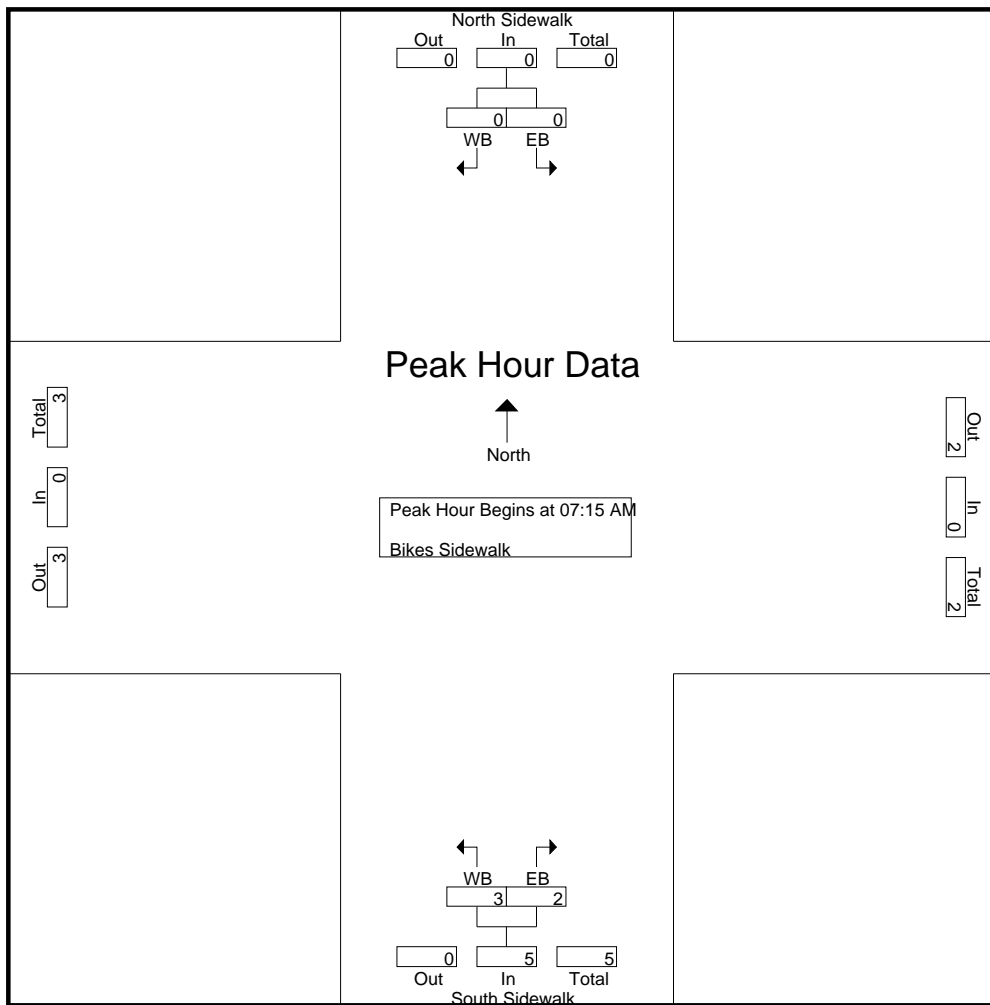 North Sidewalk
Out In Total
0 0 0
0 0
WB EB
Peak Hour Data
North
Peak Hour Begins at 07:15 AM
Bikes Sidewalk
Total 3
In 0
Out 3
Out 2
In 0
Total 2
WB EB
3 2
0 5 5
Out In Total
South Sidewalk